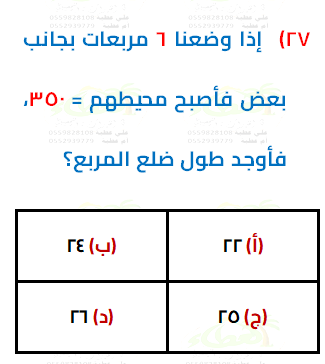 ٢٧) إذا وضعنا ٦ مربعات بجانب
بعض فأصبح محيطهم = ٣٥٠،
فأوجد طول ضلع المربع؟
(أ) ٢٢
(ب) ٢٤
(ج) ٢٥
(د) ٢٦